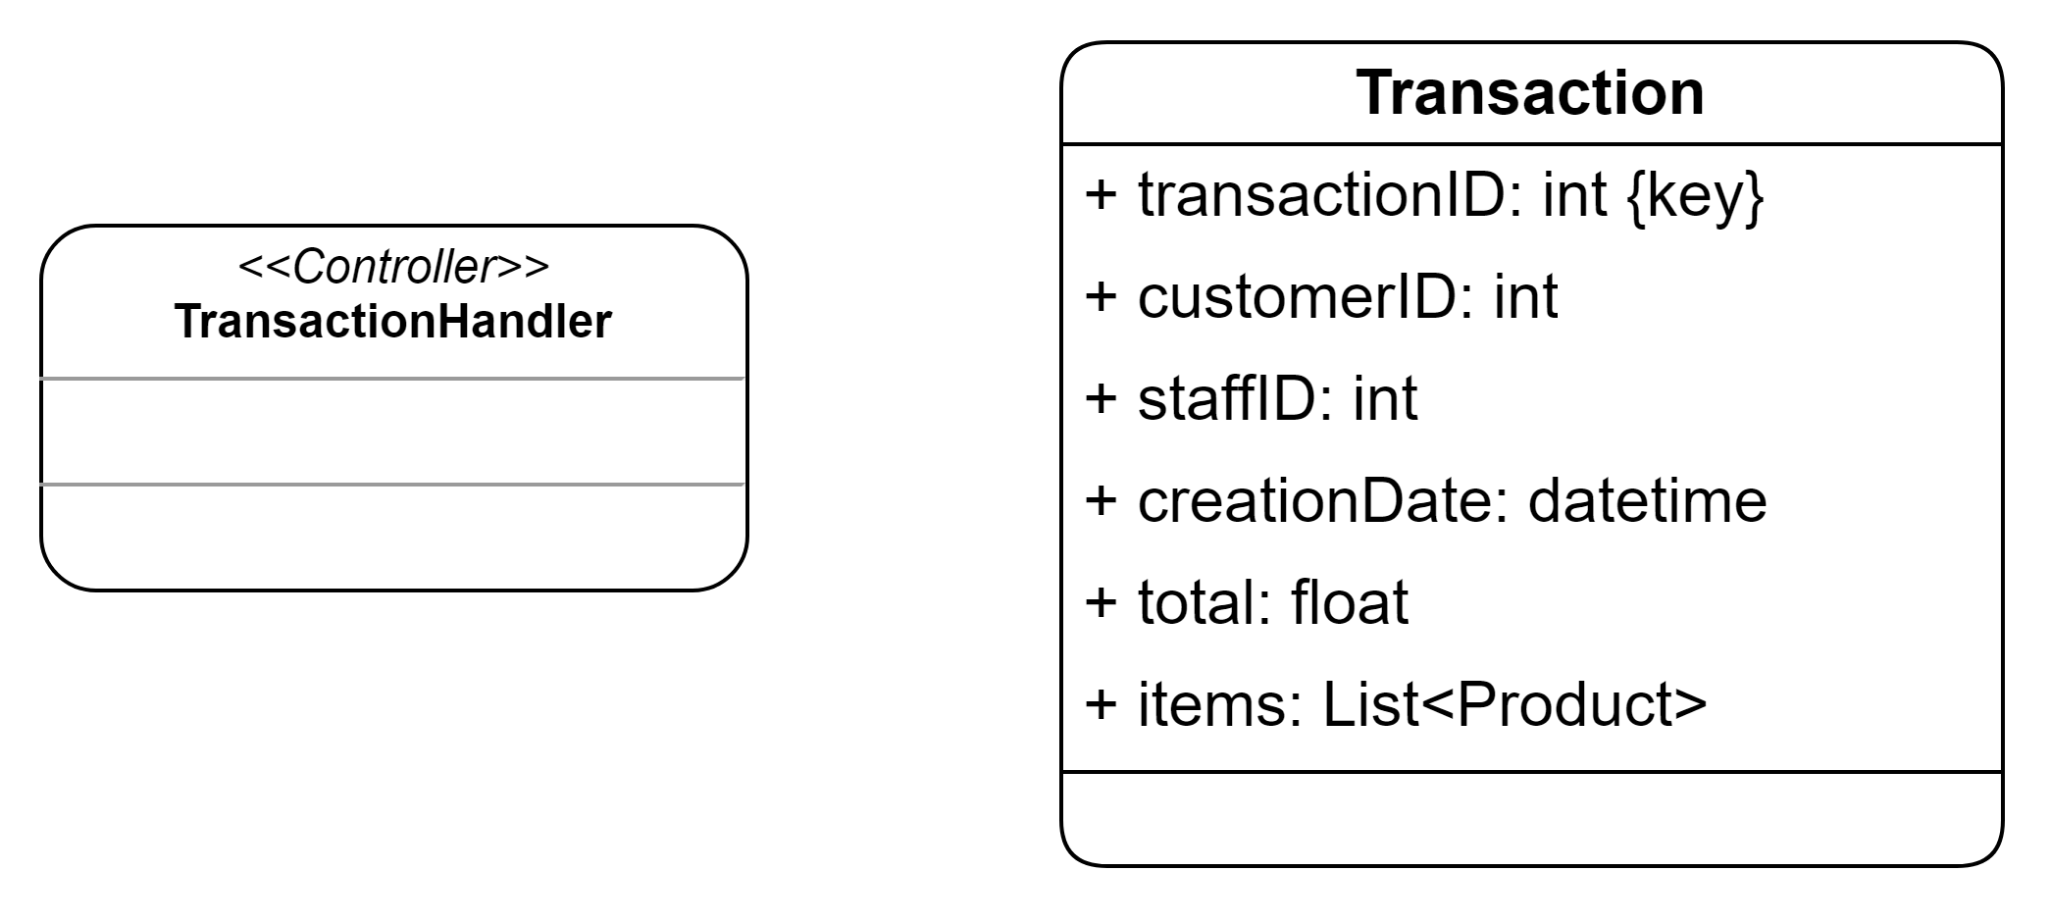 <<Controller>>
TransactionHandler
Transaction
+ transactionID: int {key}
+ customerID: int
+ staffID: int
+ creationDate: datetime
+ total: float
+ items: List<Product>